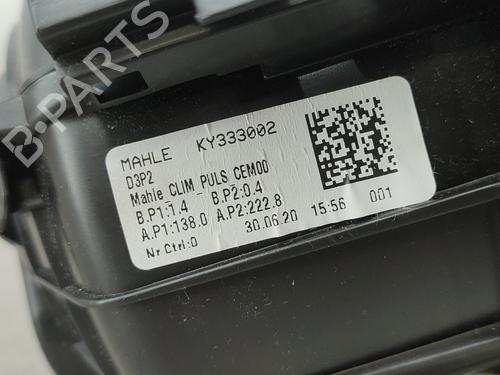 MAHLE KY333002
D3P2
Mahle_CLIM_PULS_CEM00
B.P1:1.4 B.P2:0.4
A.P1:138.0 A.P2:222.8
Nr Ctrl:0 30.06.20 15:56 001
B-PARTS
B-PARTS